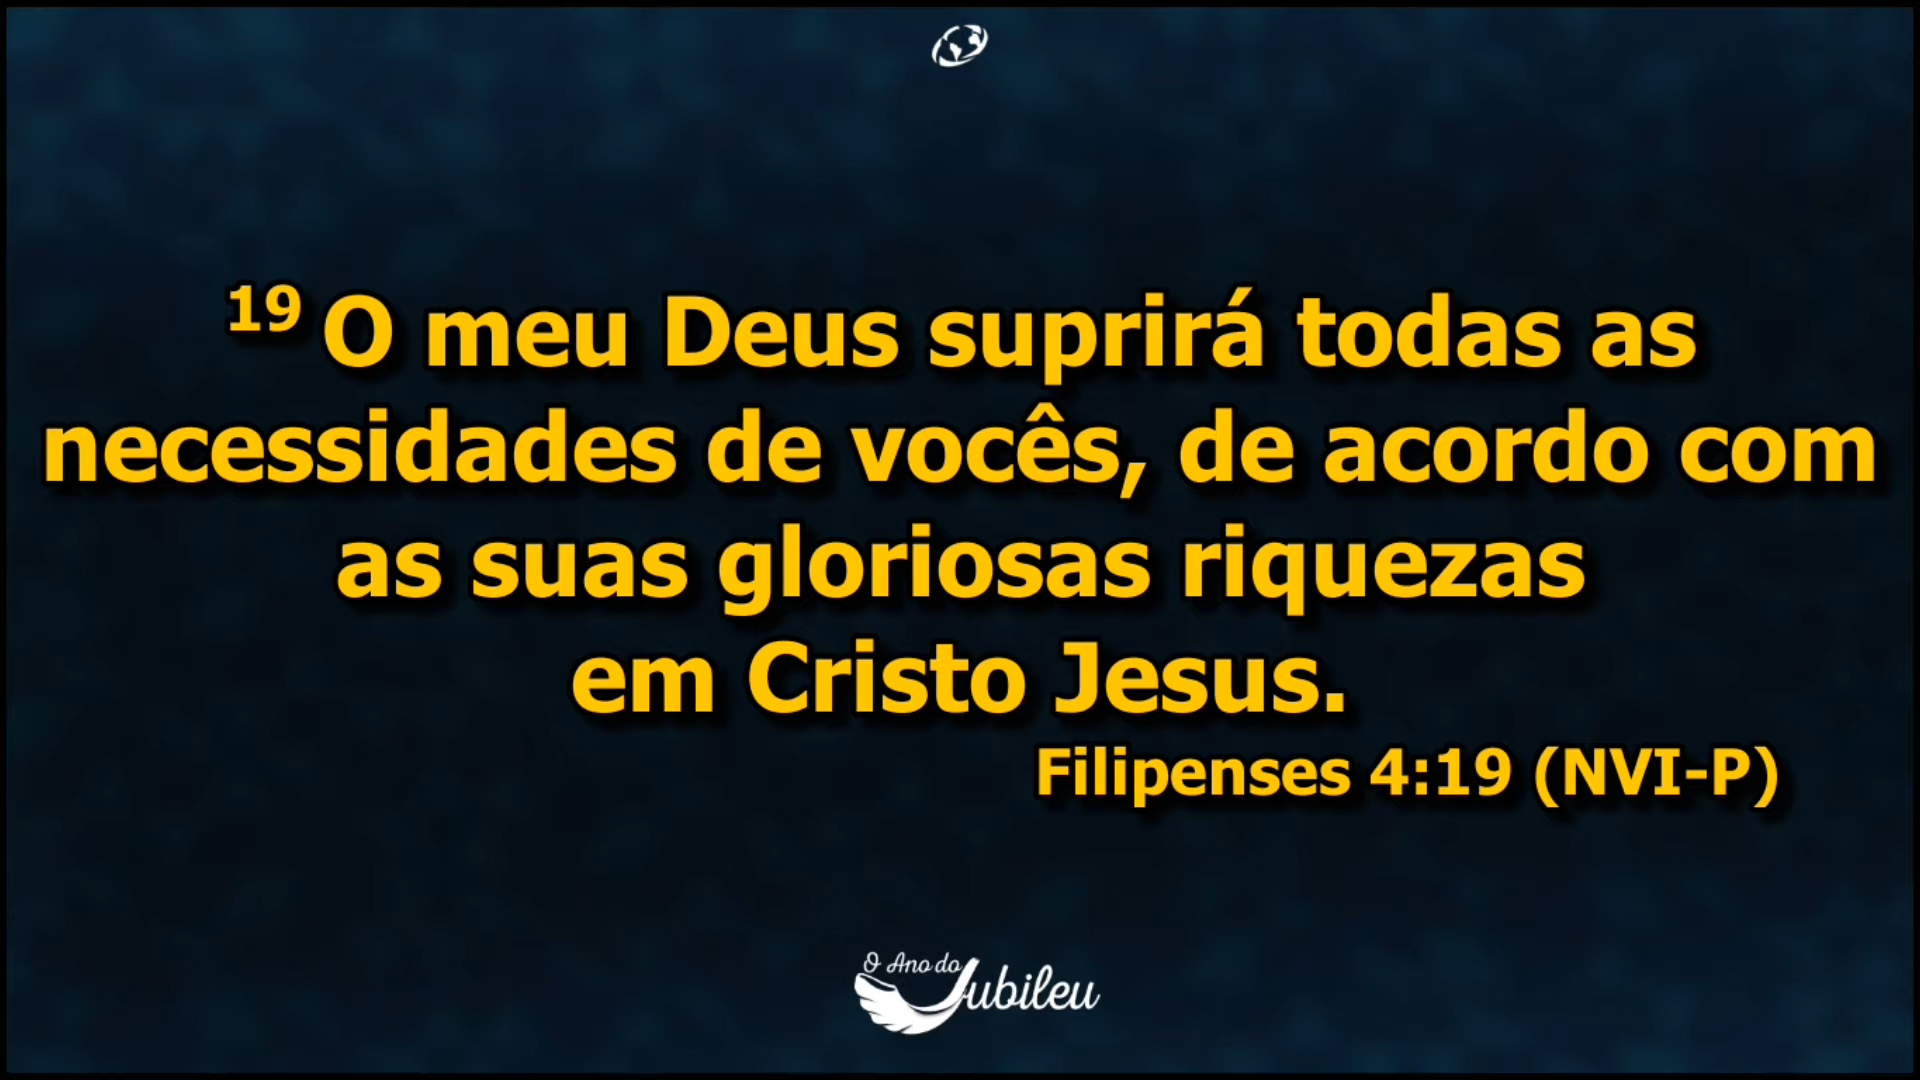 19 O meu Deus suprirá todas as
necessidades de vocês, de acordo com
as suas gloriosas riquezas
em Cristo Jesus.
Filipenses 4:19 (NVI-P)
O Ano do
Jubileu